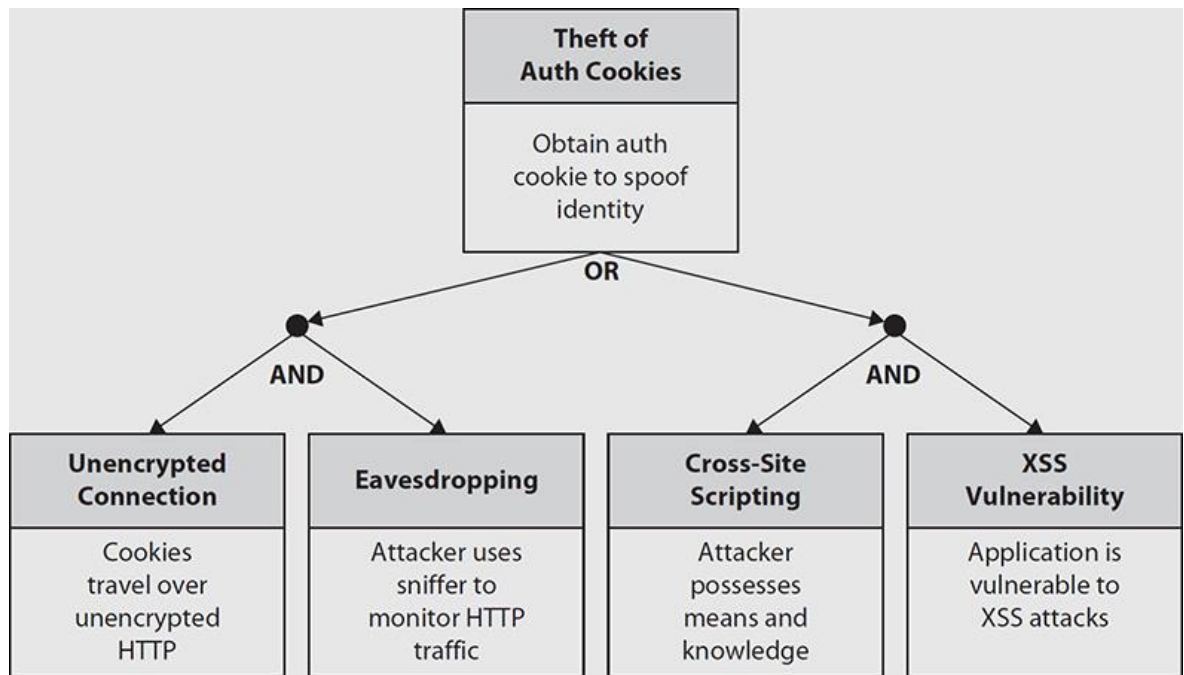 Theft of
Auth Cookies
Obtain auth
cookie to spoof
identity
OR
AND
AND
Unencrypted
Connection
Cookies
travel over
unencrypted
HTTP
Eavesdropping
Attacker uses
sniffer to
monitor HTTP
traffic
Cross-Site
Scripting
Attacker
possesses
means and
knowledge
XSS
Vulnerability
Application is
vulnerable to
XSS attacks